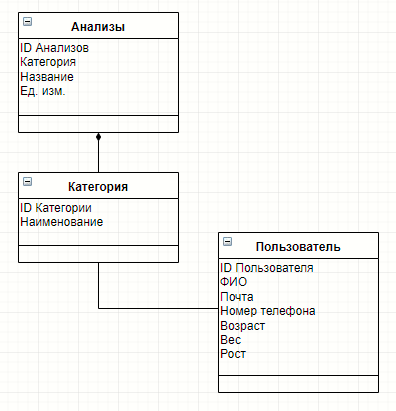 Анализы
ID Анализов
Категория
Название
Ед. изм.
Категория
ID Категории
Наименование
Пользователь
ID Пользователя
ФИО
Почта
Номер телефона
Возраст
Вес
Рост